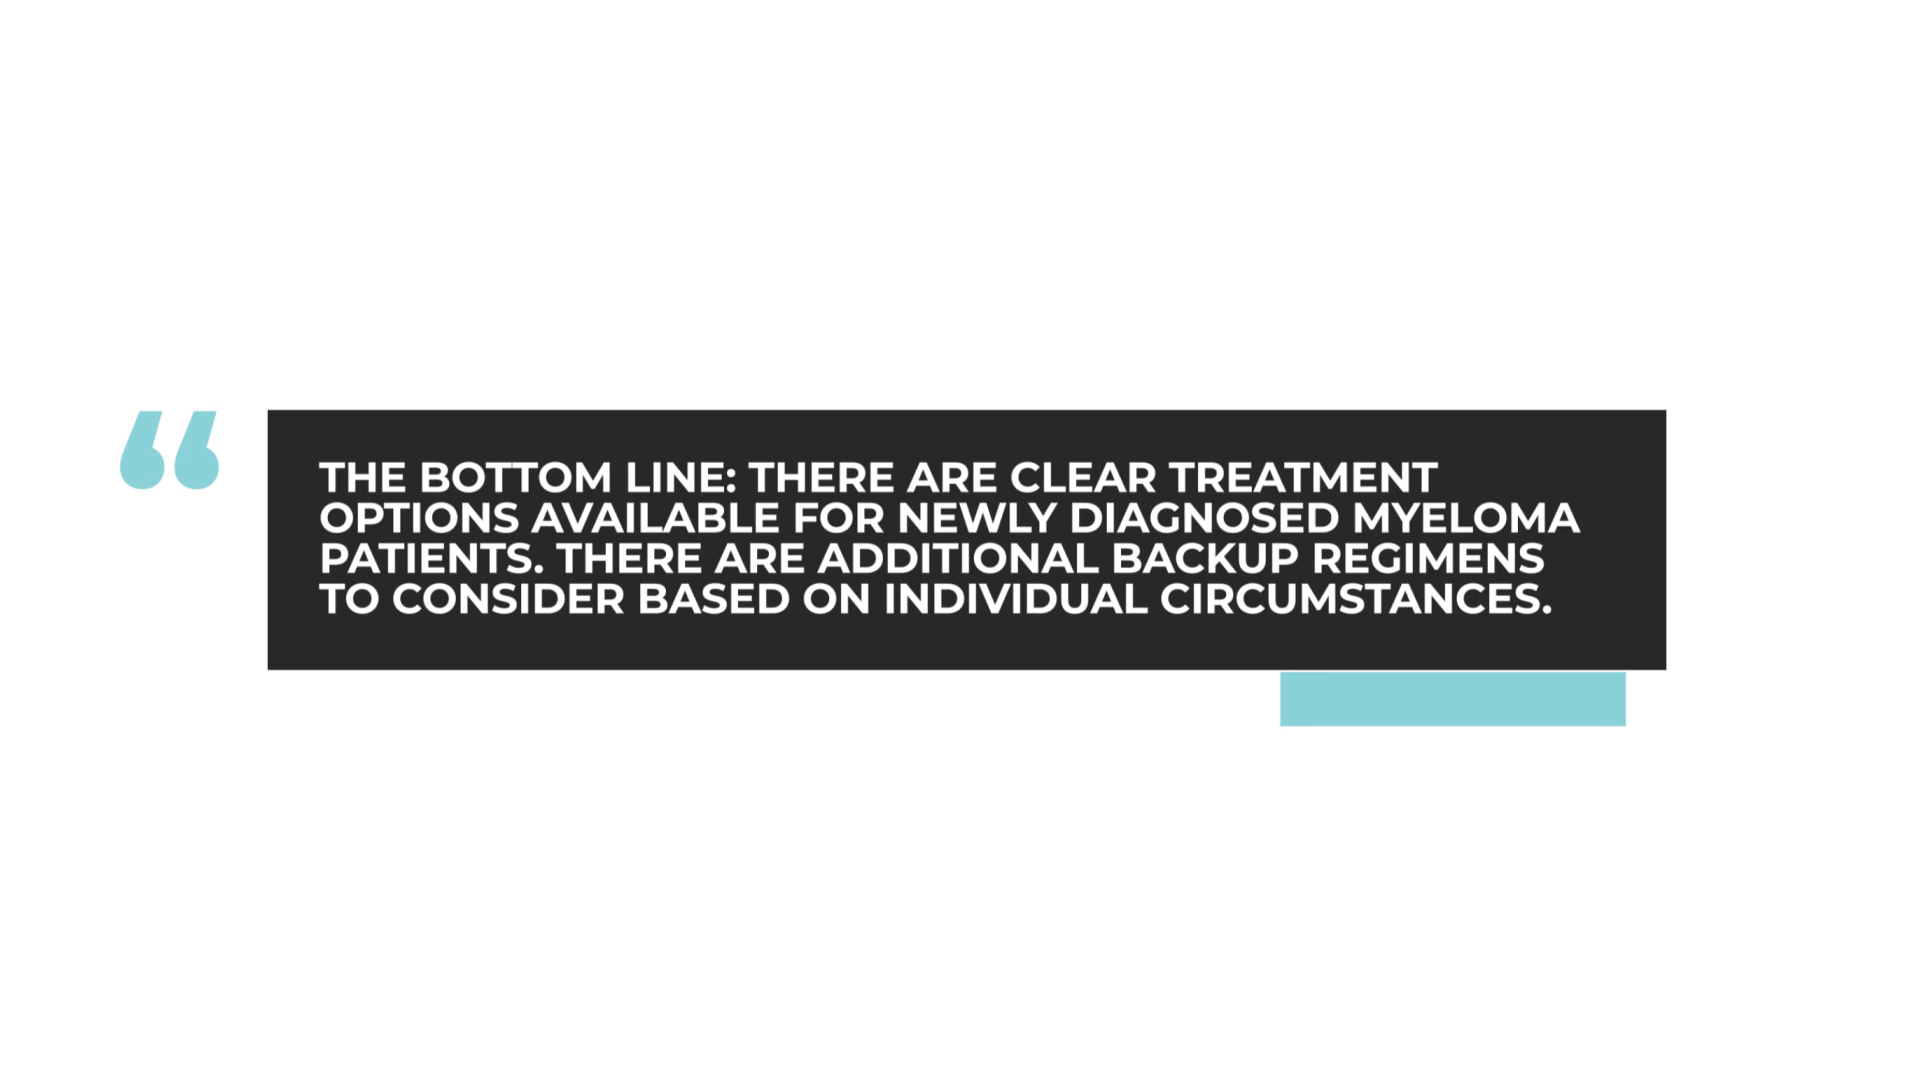 “
THE BOTTOM LINE: THERE ARE CLEAR TREATMENT
OPTIONS AVAILABLE FOR NEWLY DIAGNOSED MYELOMA
PATIENTS. THERE ARE ADDITIONAL BACKUP REGIMENS
TO CONSIDER BASED ON INDIVIDUAL CIRCUMSTANCES.